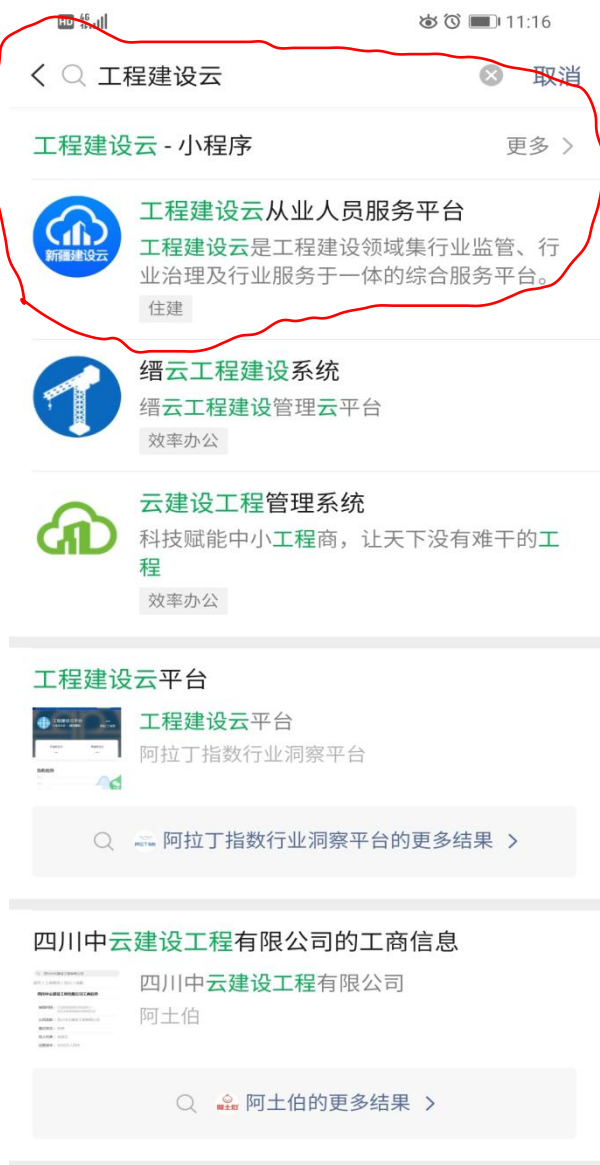 HD 4G 11:16
工程建设云 取消
工程建设云 - 小程序 更多
新疆建设云
工程建设云从业人员服务平台
工程建设云是工程建设领域集行业监管、行
业治理及行业服务于一体的综合服务平台。
住建
缙云工程建设系统
缙云工程建设管理云平台
效率办公
云建设工程管理系统
科技赋能中小工程商，让天下没有难干的工
程
效率办公
工程建设云平台
工程建设云平台
阿拉丁指数行业洞察平台
阿拉丁指数行业洞察平台的更多结果
四川中云建设工程有限公司的工商信息
四川中云建设工程有限公司
阿土伯
阿土伯的更多结果